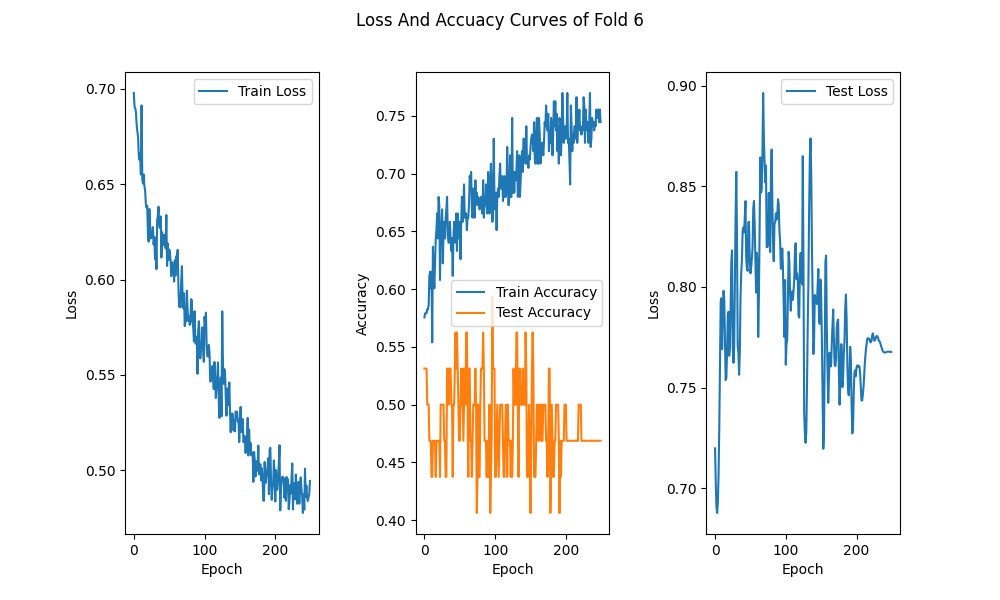 Loss And Accuacy Curves of Fold 6
Loss
0.70
0.65
0.60
0.55
0.50
Train Loss
0 100 200
Epoch
Accuracy
0.75
0.70
0.65
0.60
0.55
0.50
0.45
0.40
Train Accuracy
Test Accuracy
0 100 200
Epoch
Loss
0.90
0.85
0.80
0.75
0.70
Test Loss
0 100 200
Epoch